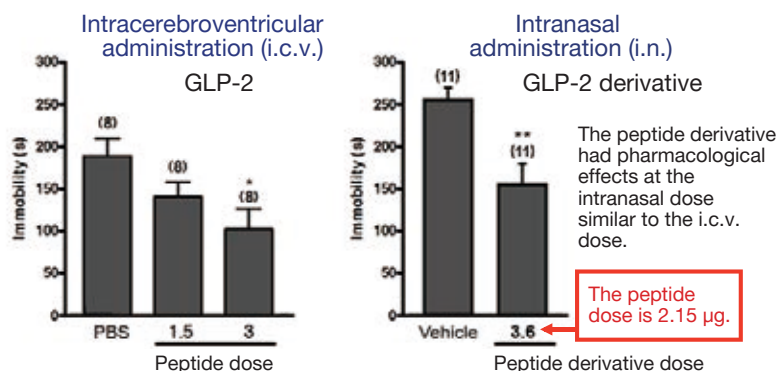 Intracerebroventricular
administration (i.c.v.)
GLP-2
300
250
200
150
100
50
0
Immobility (s)
(8)
(8)
*
(8)
PBS
1.5
3
Peptide dose
Intranasal
administration (i.n.)
GLP-2 derivative
300
250
200
150
100
50
0
Immobility (s)
(11)
**
(11)
Vehicle
3.6
Peptide derivative dose
The peptide derivative
had pharmacological
effects at the
intranasal dose
similar to the i.c.v.
dose.
The peptide
dose is 2.15 µg.